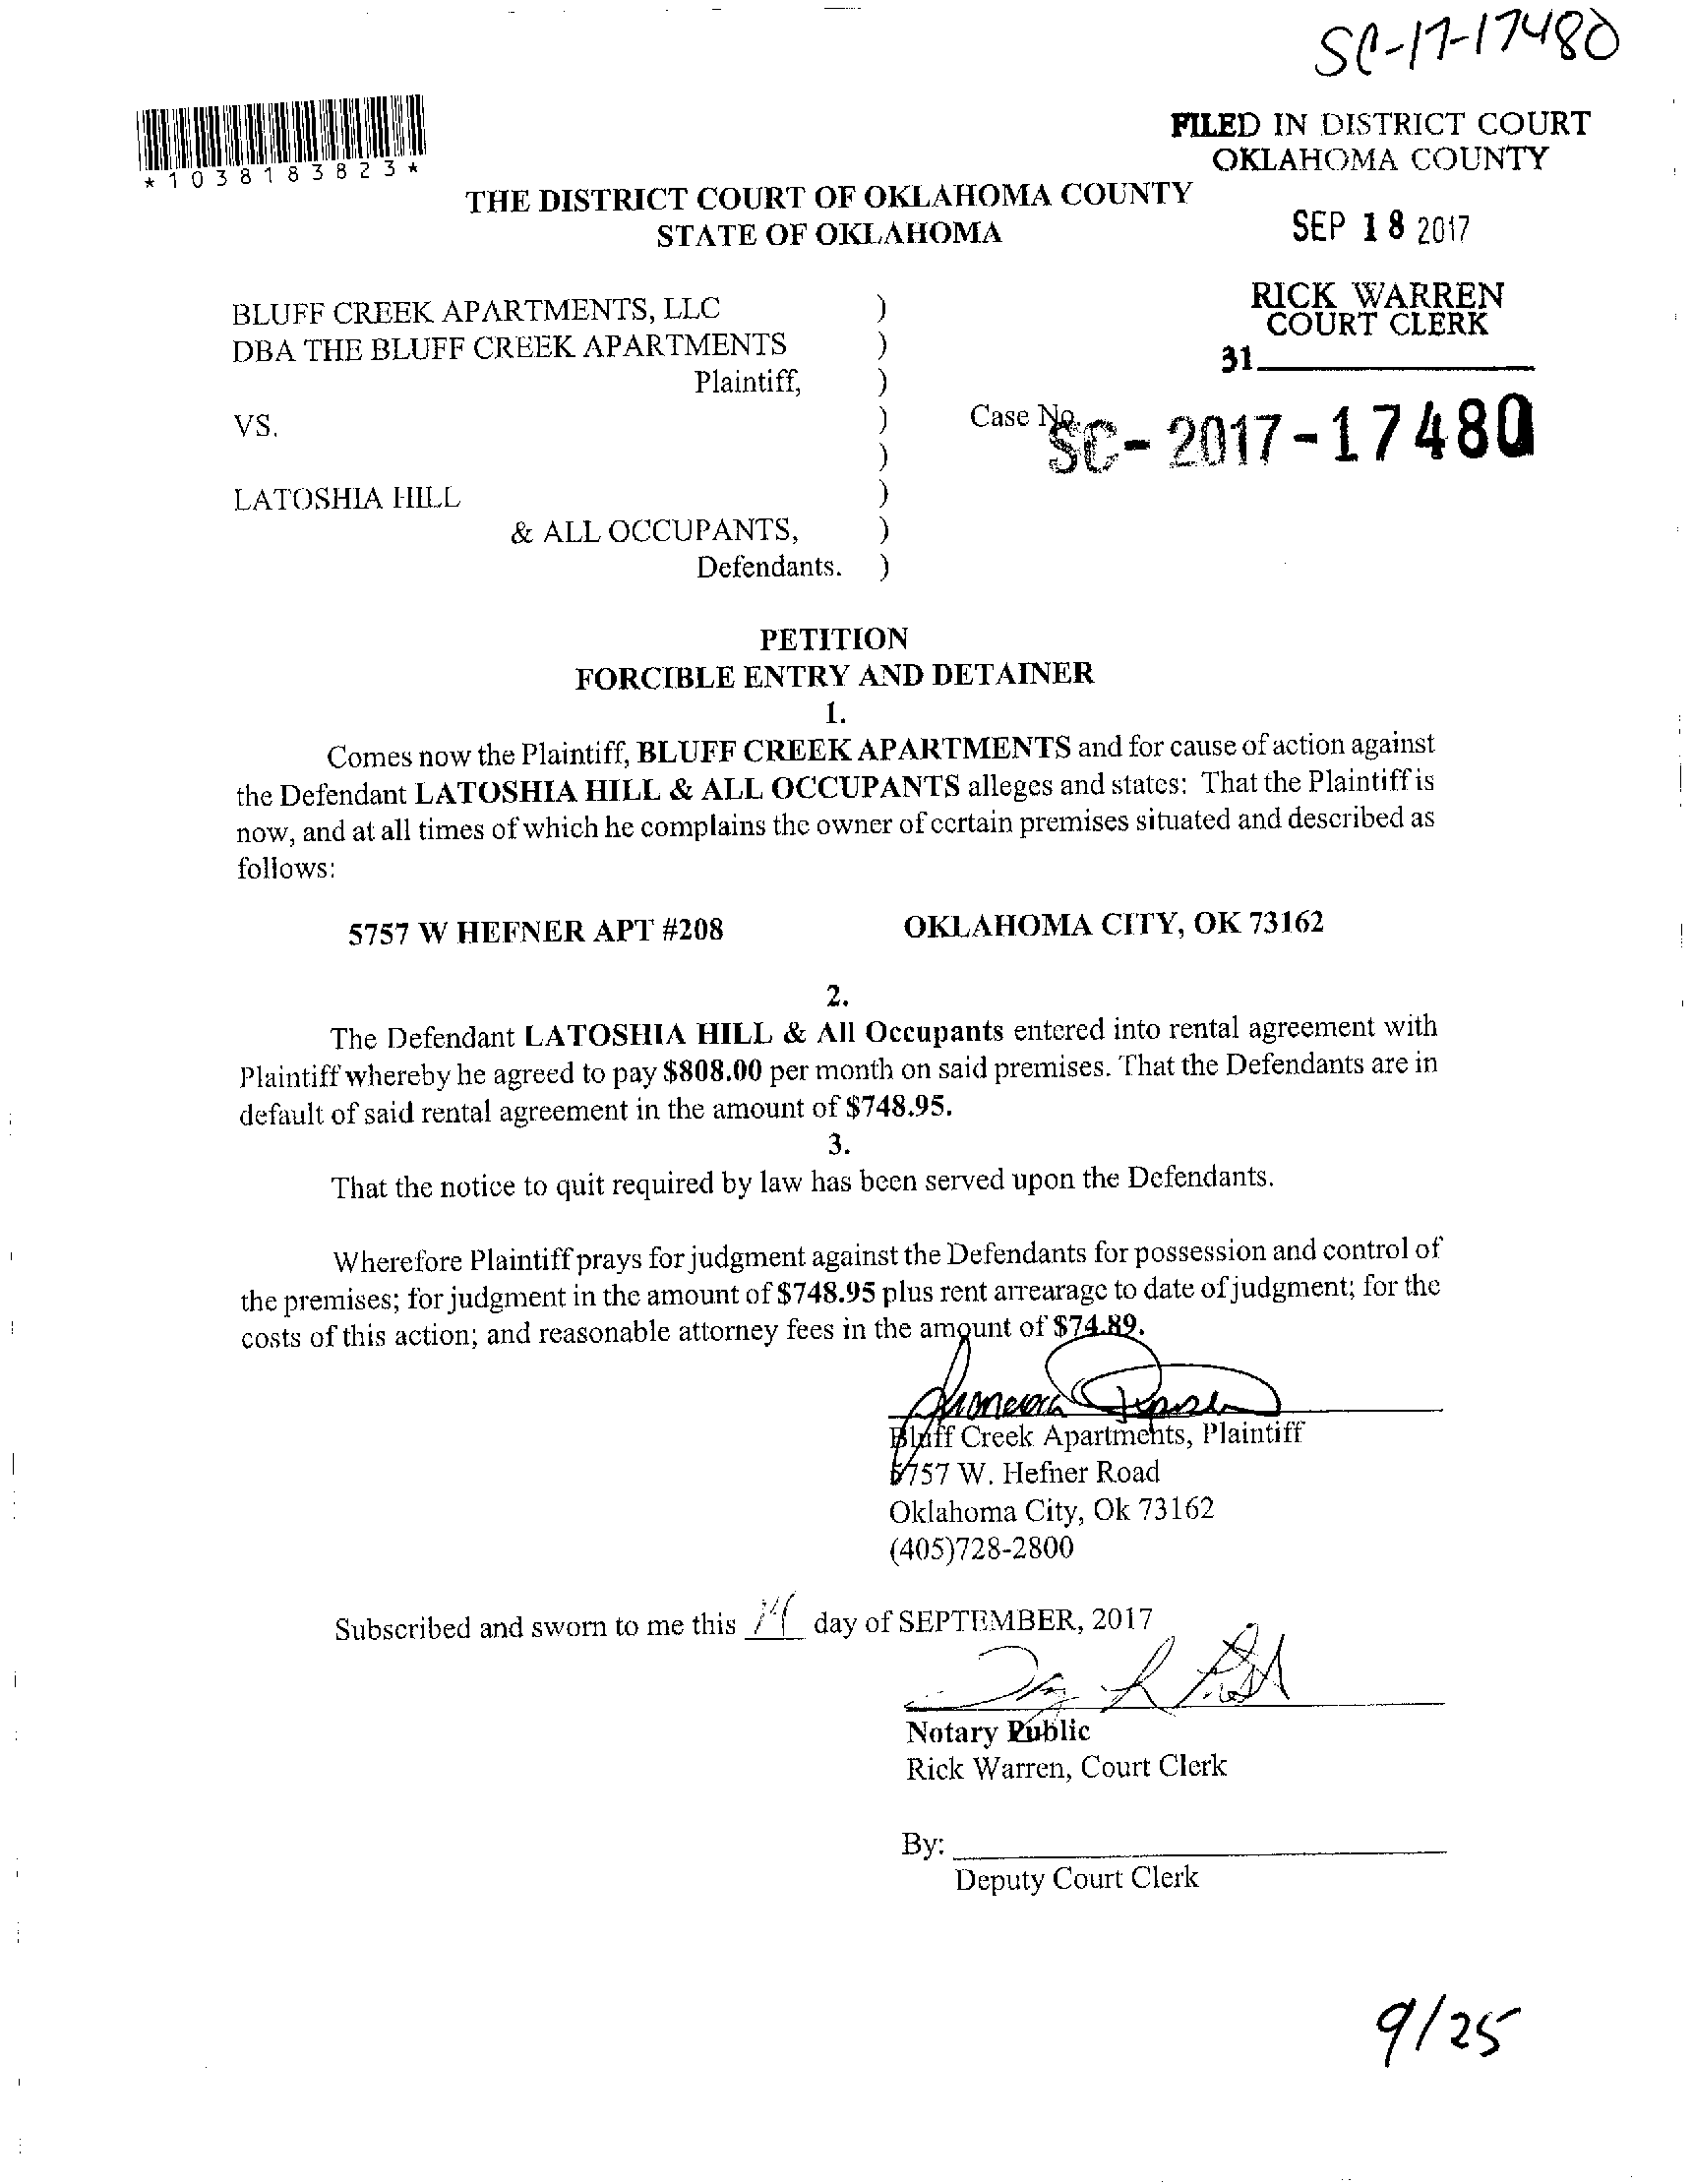 SC-17-17480
FILED IN DISTRICT COURT
OKLAHOMA COUNTY
*1038183823*
THE DISTRICT COURT OF OKLAHOMA COUNTY
STATE OF OKLAHOMA
SEP 18 2017
RICK WARREN
COURT CLERK
31
BLUFF CREEK APARTMENTS, LLC )
DBA THE BLUFF CREEK APARTMENTS )
Plaintiff, )
VS. )
Case No. SC-2017-17480
)
LATOSHIA HILL )
& ALL OCCUPANTS, )
Defendants. )
PETITION
FORCIBLE ENTRY AND DETAINER
1.
Comes now the Plaintiff, BLUFF CREEK APARTMENTS and for cause of action against
the Defendant LATOSHIA HILL & ALL OCCUPANTS alleges and states: That the Plaintiff is
now, and at all times of which he complains the owner of certain premises situated and described as
follows:
5757 W HEFNER APT #208 OKLAHOMA CITY, OK 73162
2.
The Defendant LATOSHIA HILL & All Occupants entered into rental agreement with
Plaintiff whereby he agreed to pay $808.00 per month on said premises. That the Defendants are in
default of said rental agreement in the amount of $748.95.
3.
That the notice to quit required by law has been served upon the Defendants.
Wherefore Plaintiff prays for judgment against the Defendants for possession and control of
the premises; for judgment in the amount of $748.95 plus rent arrearage to date of judgment; for the
costs of this action; and reasonable attorney fees in the amount of $74.89.
Bluff Creek Apartments, Plaintiff
5757 W. Hefner Road
Oklahoma City, Ok 73162
(405)728-2800
Subscribed and sworn to me this day of SEPTEMBER, 2017
Notary Public
Rick Warren, Court Clerk
By:
Deputy Court Clerk
9/25